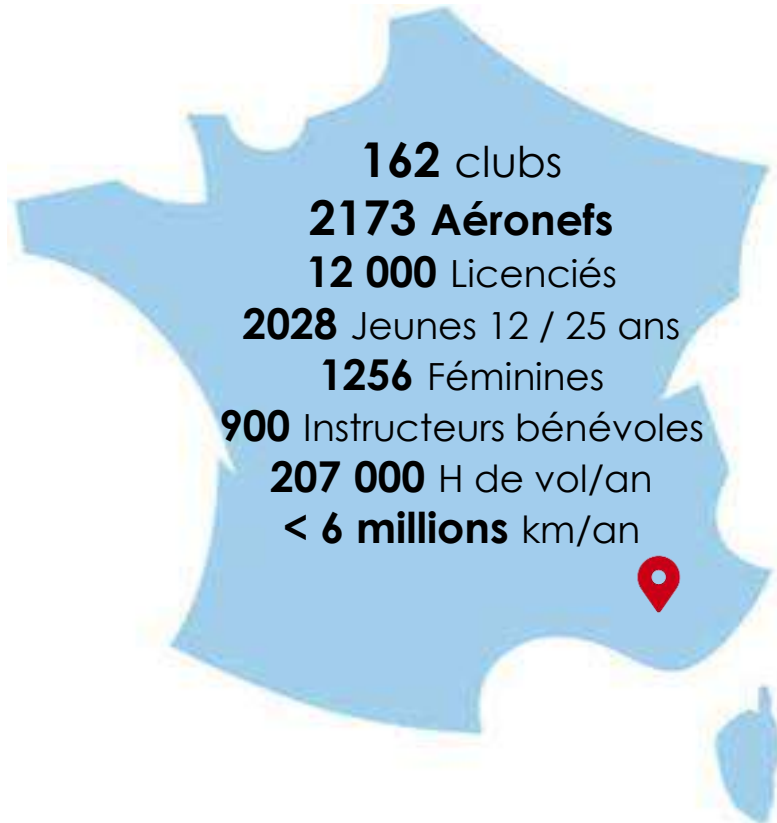 162 clubs
2173 Aéronefs
12 000 Licenciés
2028 Jeunes 12 / 25 ans
1256 Féminines
900 Instructeurs bénévoles
207 000 H de vol/an
< 6 millions km/an